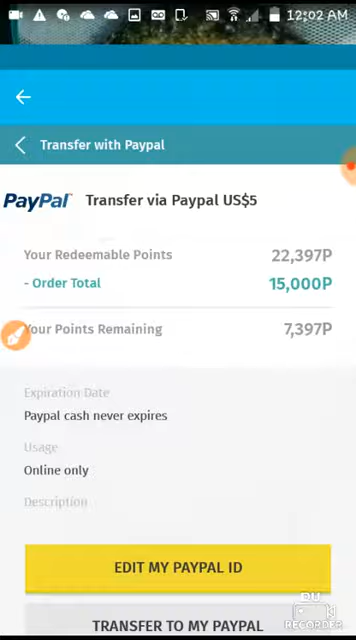 12:02 AM
Transfer with Paypal
PayPal Transfer via Paypal US$5
Your Redeemable Points 22,397P
- Order Total 15,000P
Your Points Remaining 7,397P
Expiration Date
Paypal cash never expires
Usage
Online only
Description
EDIT MY PAYPAL ID
TRANSFER TO MY PAYPAL
DU
RECORDER